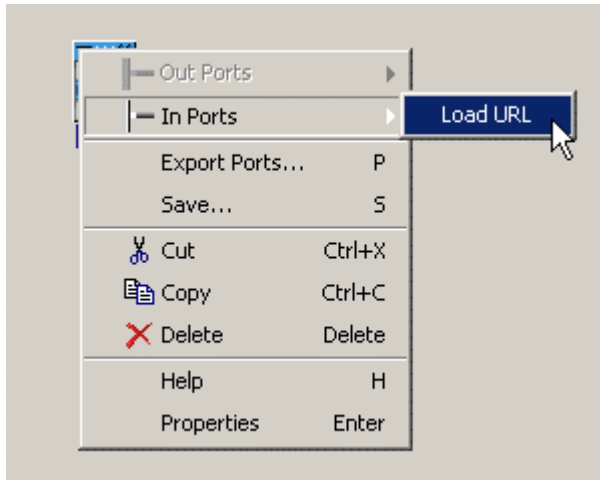 Out Ports
In Ports
Load URL
Export Ports... P
Save... S
Cut Ctrl+X
Copy Ctrl+C
Delete Delete
Help H
Properties Enter